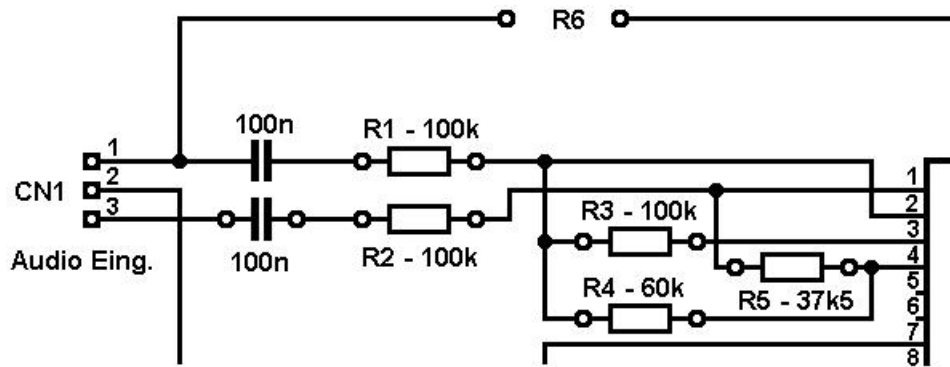 R6
100n
R1 - 100k
1
CN1
2
3
Audio Eing.
100n
R2 - 100k
R3 - 100k
R4 - 60k
R5 - 37k5
1
2
3
4
5
6
7
8